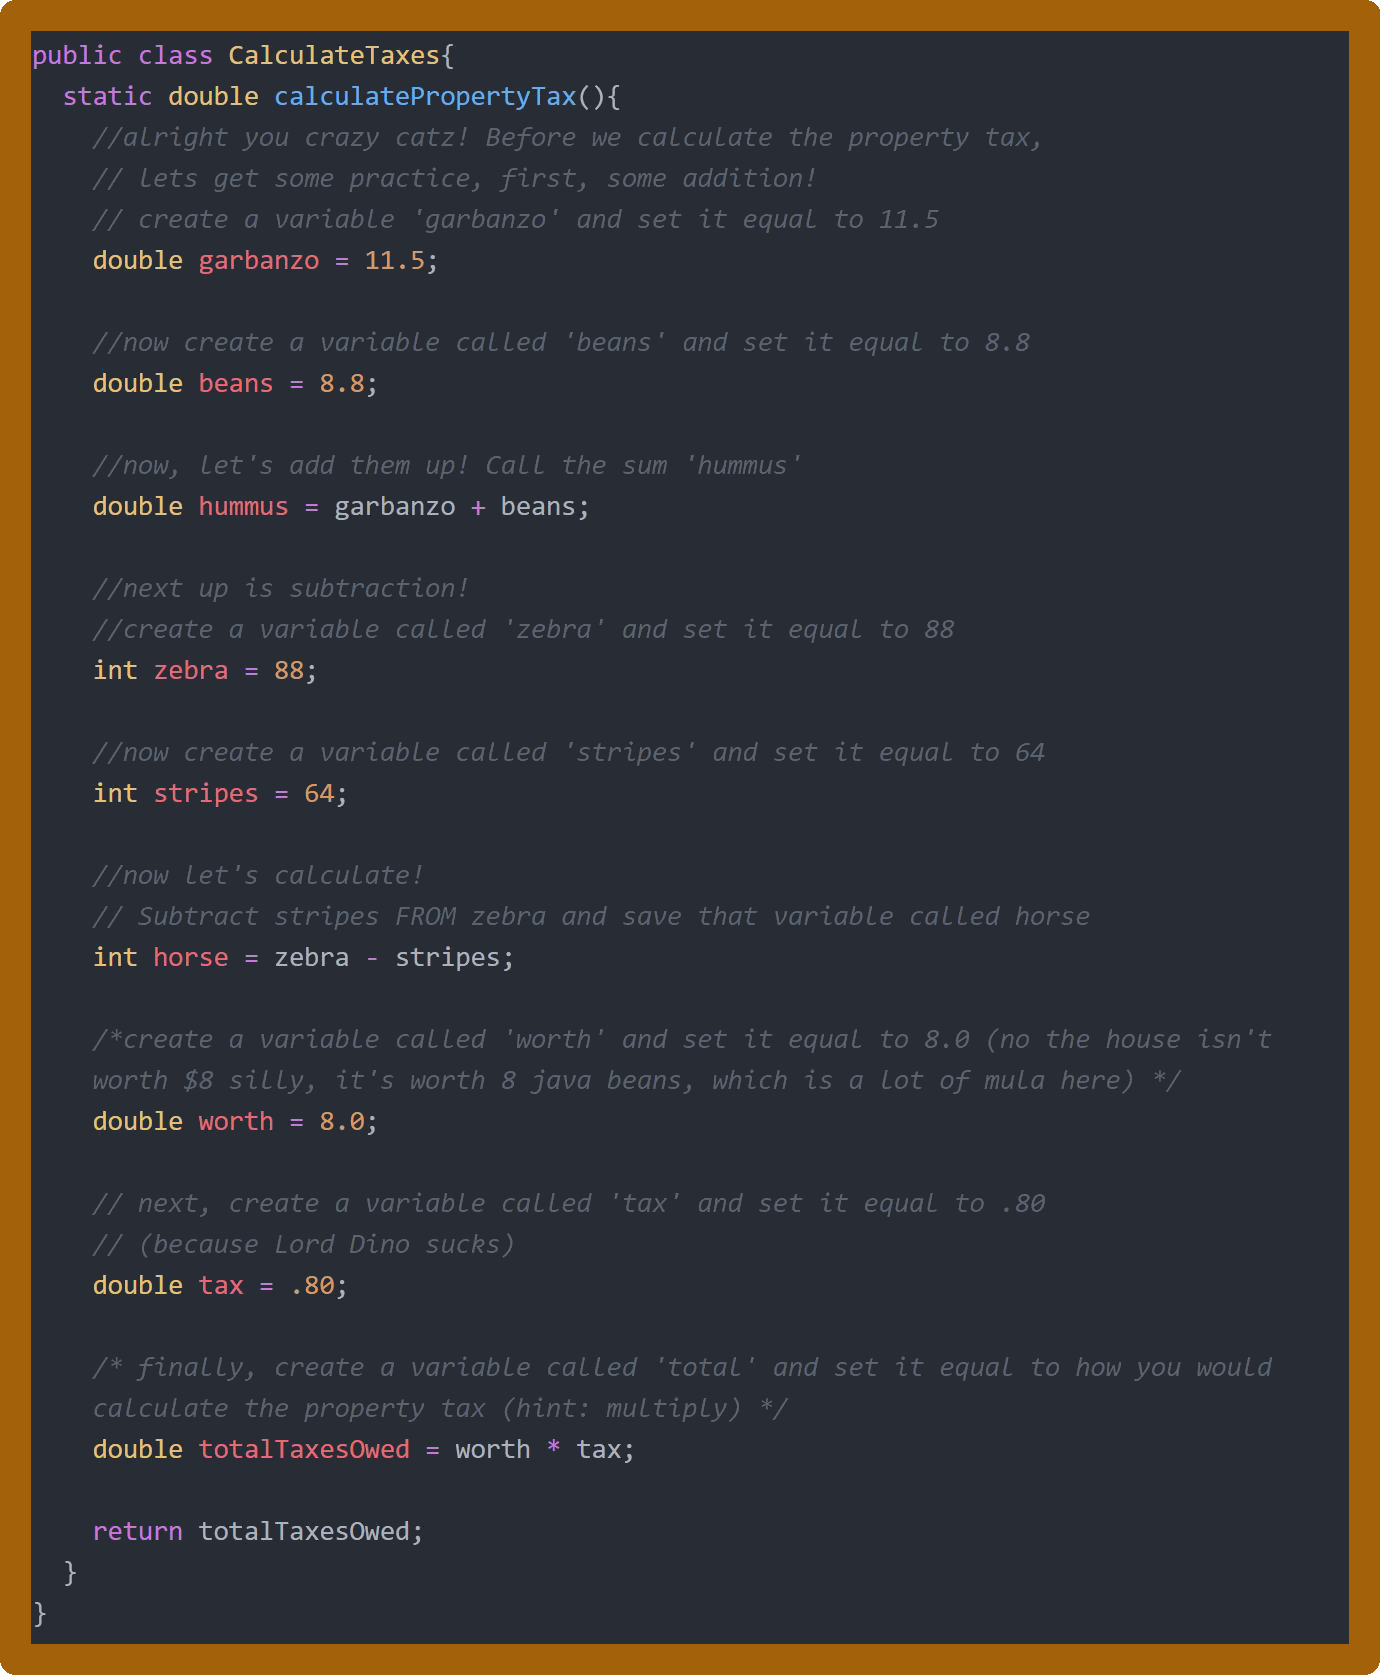 public class CalculateTaxes{
static double calculatePropertyTax(){
//alright you crazy catz! Before we calculate the property tax,
// lets get some practice, first, some addition!
// create a variable 'garbanzo' and set it equal to 11.5
double garbanzo = 11.5;
//now create a variable called 'beans' and set it equal to 8.8
double beans = 8.8;
//now, let's add them up! Call the sum 'hummus'
double hummus = garbanzo + beans;
//next up is subtraction!
//create a variable called 'zebra' and set it equal to 88
int zebra = 88;
//now create a variable called 'stripes' and set it equal to 64
int stripes = 64;
//now let's calculate!
// Subtract stripes FROM zebra and save that variable called horse
int horse = zebra - stripes;
/*create a variable called 'worth' and set it equal to 8.0 (no the house isn't
worth $8 silly, it's worth 8 java beans, which is a lot of mula here) */
double worth = 8.0;
// next, create a variable called 'tax' and set it equal to .80
// (because Lord Dino sucks)
double tax = .80;
/* finally, create a variable called 'total' and set it equal to how you would
calculate the property tax (hint: multiply) */
double totalTaxesOwed = worth * tax;
return totalTaxesOwed;
}
}